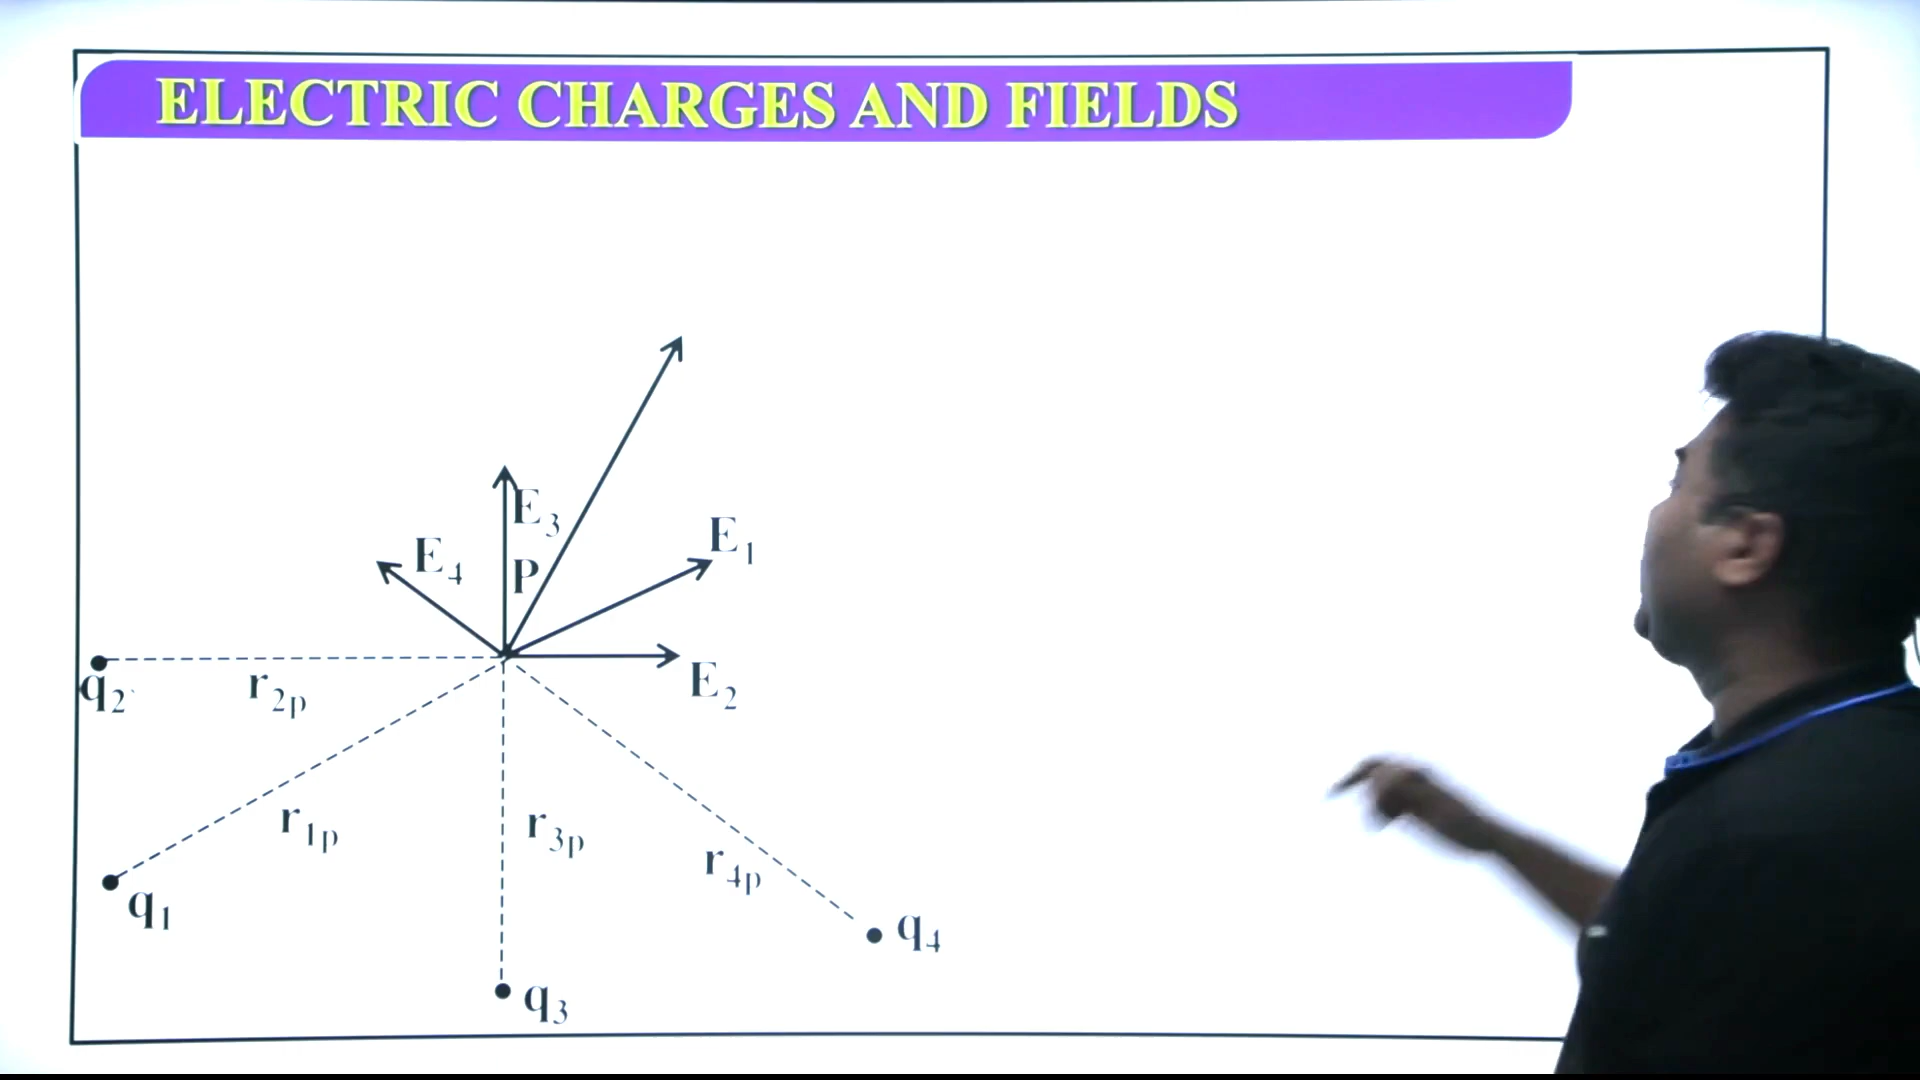 ELECTRIC CHARGES AND FIELDS
E3
E1
E4
P
E2
q2
r2p
r1p
r3p
r4p
q1
q4
q3